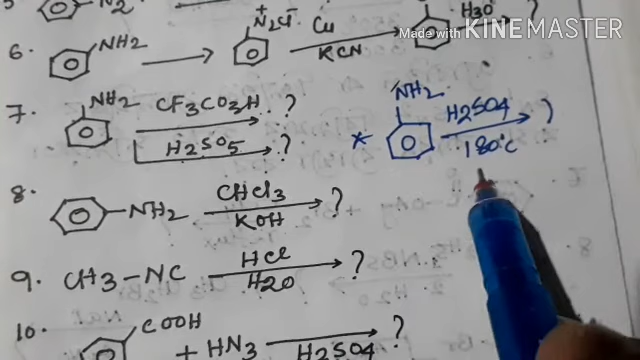 N2
6. NH2 N2Cl- + Cu KCN H3O+ ?
Made with KINEMASTER
7. NH2 CF3CO3H ?
H2SO5 ?
* NH2 H2SO4 180°C ?
8. NH2 CHCl3 KOH ?
9. CH3-NC HCl H2O ?
10. COOH + HN3 H2SO4 ?